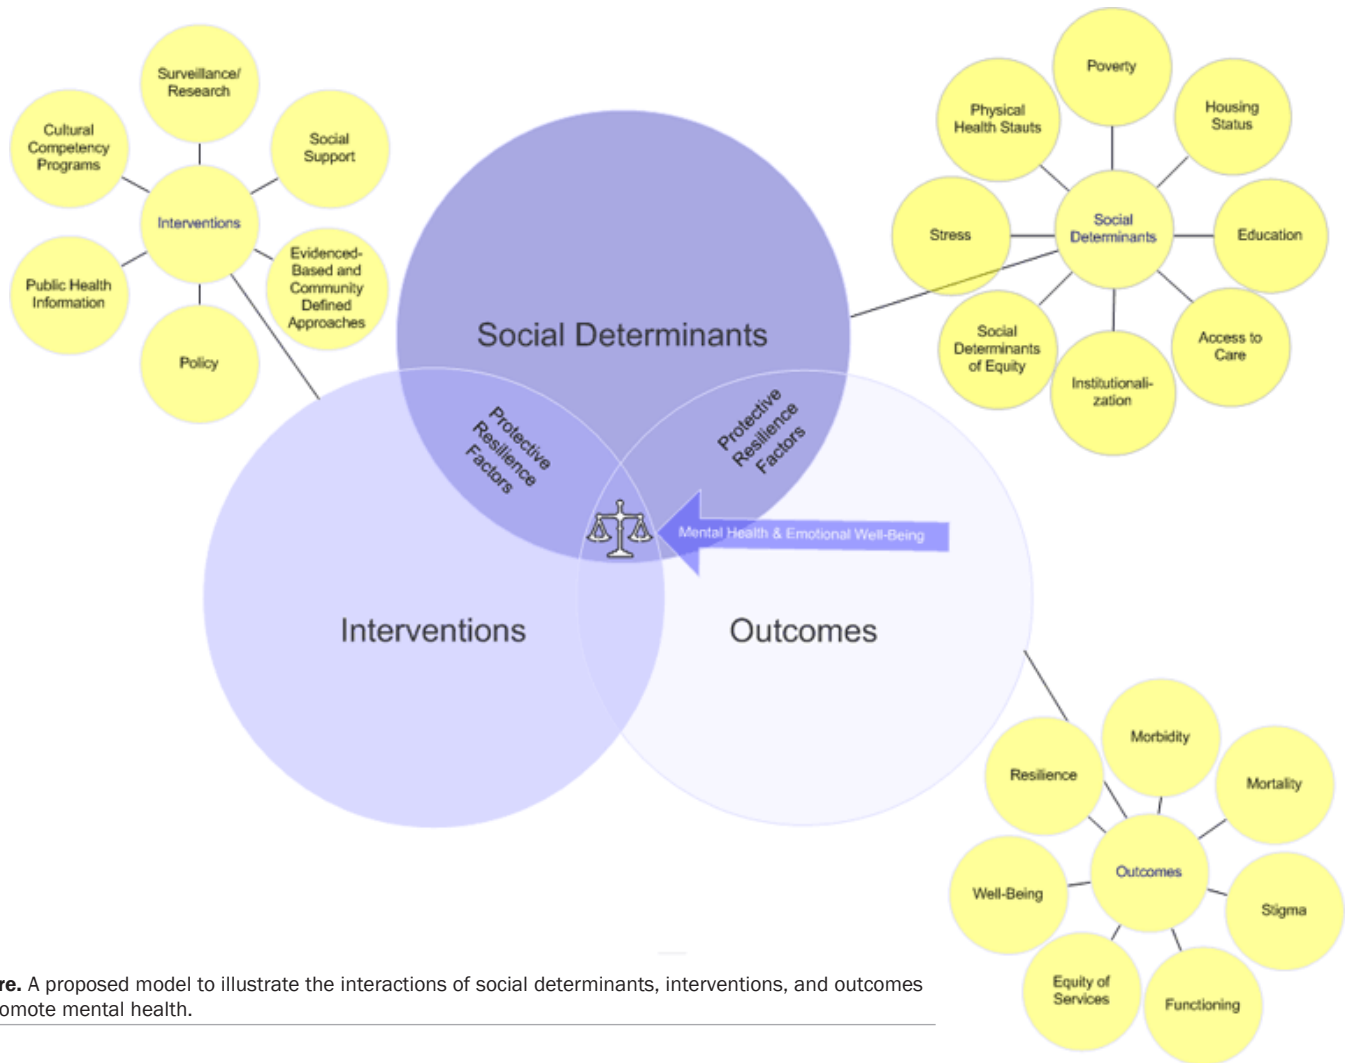 Surveillance/
Research
Cultural
Competency
Programs
Social
Support
Interventions
Public Health
Information
Evidenced-
Based and
Community
Defined
Approaches
Policy
Poverty
Physical
Health Stauts
Housing
Status
Stress
Social
Determinants
Education
Social
Determinants
of Equity
Institutionali-
zation
Access to
Care
Social Determinants
Protective
Resilience
Factors
Protective
Resilience
Factors
Mental Health & Emotional Well-Being
Interventions
Outcomes
Morbidity
Resilience
Mortality
Outcomes
Well-Being
Stigma
Equity of
Services
Functioning
re. A proposed model to illustrate the interactions of social determinants, interventions, and outcomes
omote mental health.